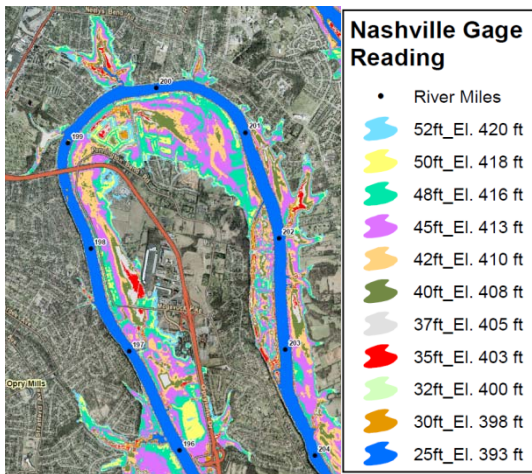 Neelys Bend
200
201
199
202
198
203
197
Opry Mills
196
204
Nashville Gage
Reading
River Miles
52ft_El. 420 ft
50ft_El. 418 ft
48ft_El. 416 ft
45ft_El. 413 ft
42ft_El. 410 ft
40ft_El. 408 ft
37ft_El. 405 ft
35ft_El. 403 ft
32ft_El. 400 ft
30ft_El. 398 ft
25ft_El. 393 ft